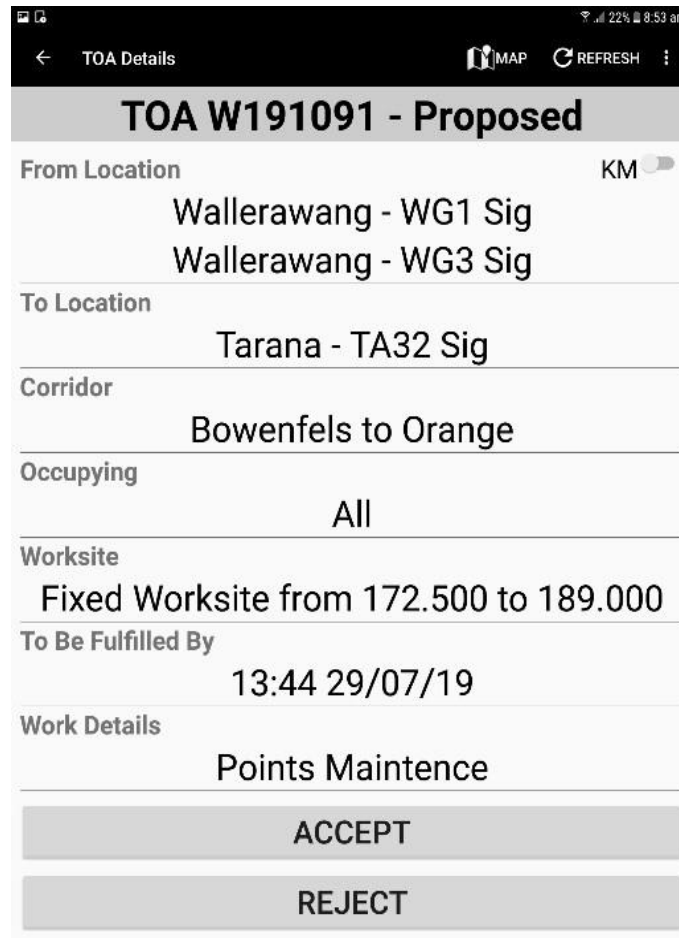 22% 8:53 am
TOA Details MAP REFRESH
TOA W191091 - Proposed
From Location KM
Wallerawang - WG1 Sig
Wallerawang - WG3 Sig
To Location
Tarana - TA32 Sig
Corridor
Bowenfels to Orange
Occupying
All
Worksite
Fixed Worksite from 172.500 to 189.000
To Be Fulfilled By
13:44 29/07/19
Work Details
Points Maintence
ACCEPT
REJECT